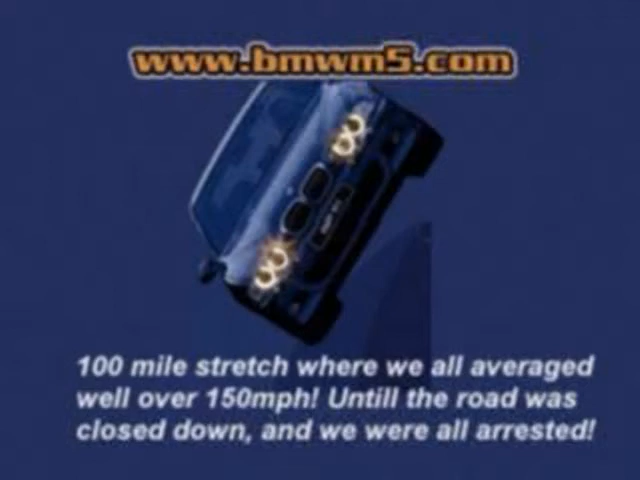 www.bmwm5.com
100 mile stretch where we all averaged
well over 150mph! Untill the road was
closed down, and we were all arrested!